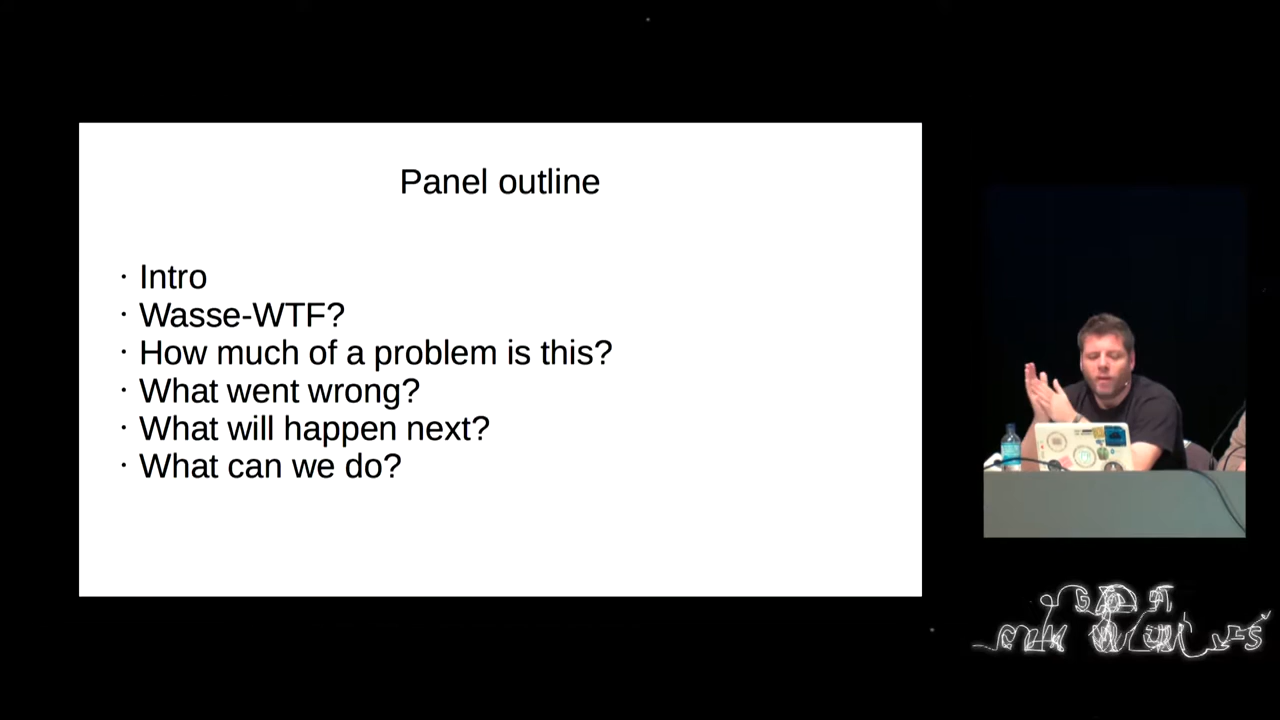 Panel outline
· Intro
· Wasse-WTF?
· How much of a problem is this?
· What went wrong?
· What will happen next?
· What can we do?